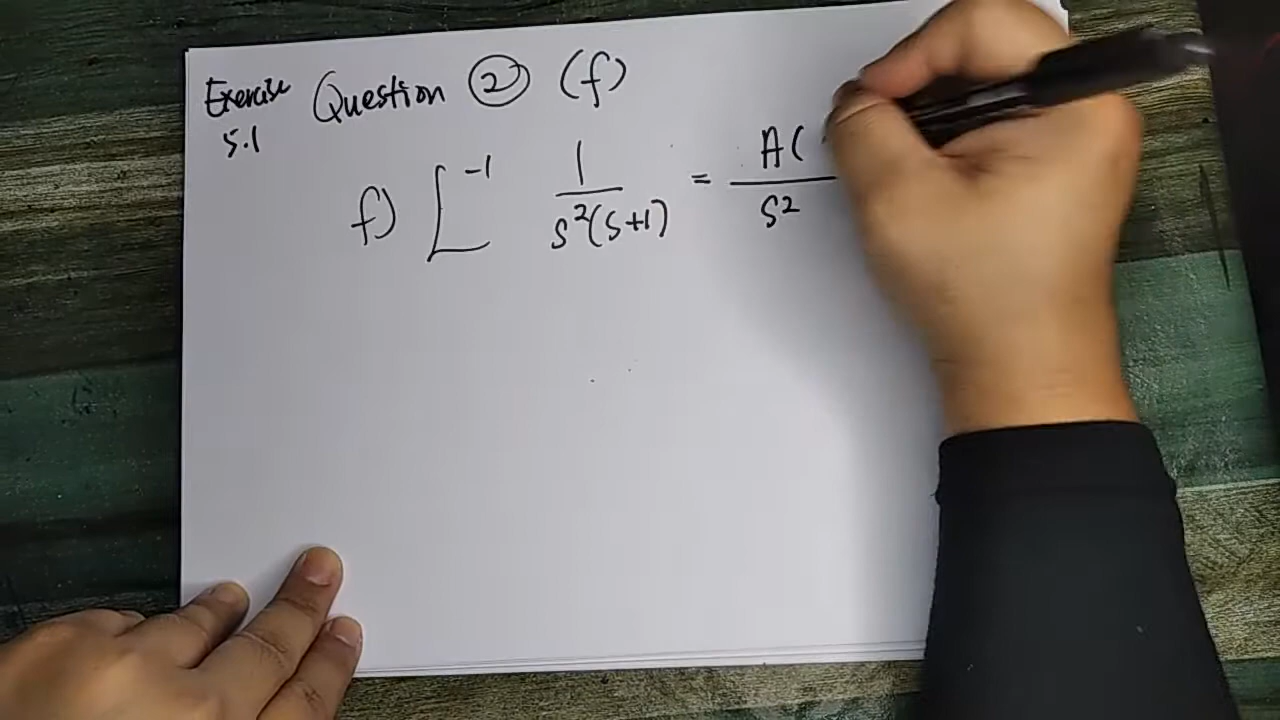 Exercise Question ② (f)
5.1
f) L⁻¹ 1/(s²(s+1)) = A(/s²